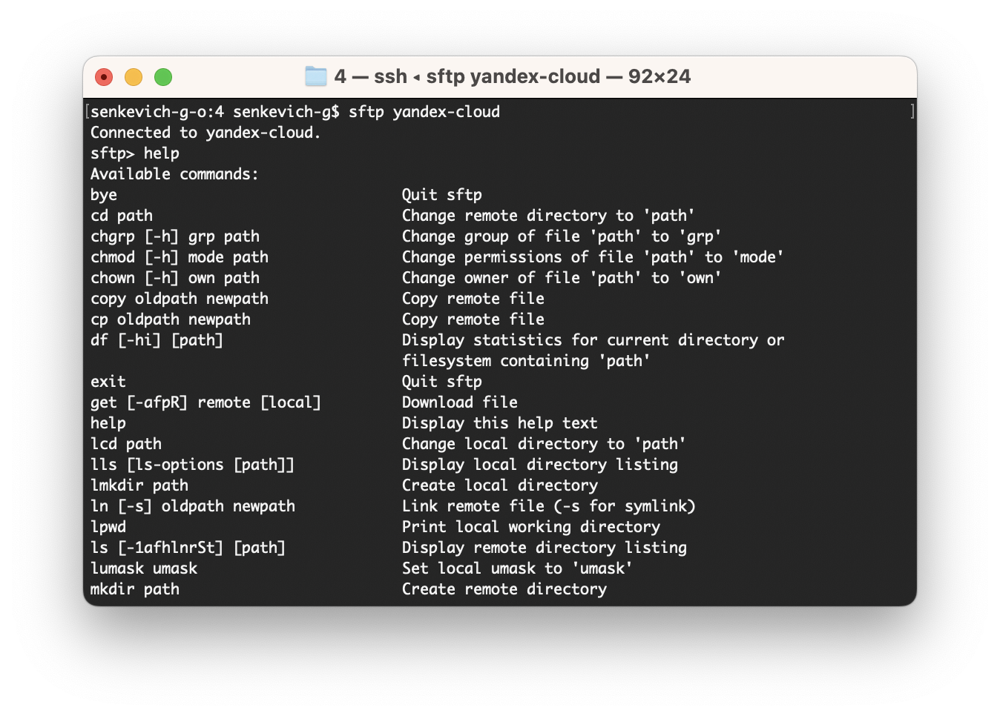 4 — ssh ◂ sftp yandex-cloud — 92×24
[senkevich-g-o:4 senkevich-g$ sftp yandex-cloud ]
Connected to yandex-cloud.
sftp> help
Available commands:
bye Quit sftp
cd path Change remote directory to 'path'
chgrp [-h] grp path Change group of file 'path' to 'grp'
chmod [-h] mode path Change permissions of file 'path' to 'mode'
chown [-h] own path Change owner of file 'path' to 'own'
copy oldpath newpath Copy remote file
cp oldpath newpath Copy remote file
df [-hi] [path] Display statistics for current directory or
filesystem containing 'path'
exit Quit sftp
get [-afpR] remote [local] Download file
help Display this help text
lcd path Change local directory to 'path'
lls [ls-options [path]] Display local directory listing
lmkdir path Create local directory
ln [-s] oldpath newpath Link remote file (-s for symlink)
lpwd Print local working directory
ls [-1afhlnrSt] [path] Display remote directory listing
lumask umask Set local umask to 'umask'
mkdir path Create remote directory